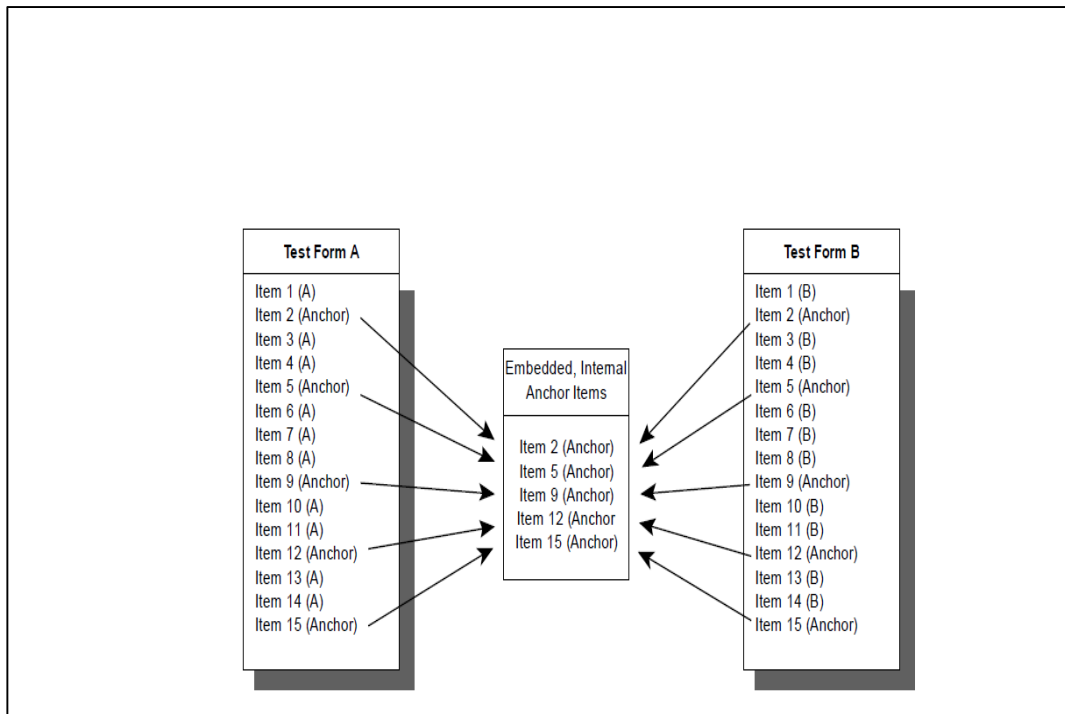 Test Form A
Item 1 (A)
Item 2 (Anchor)
Item 3 (A)
Item 4 (A)
Item 5 (Anchor)
Item 6 (A)
Item 7 (A)
Item 8 (A)
Item 9 (Anchor)
Item 10 (A)
Item 11 (A)
Item 12 (Anchor)
Item 13 (A)
Item 14 (A)
Item 15 (Anchor)
Embedded, Internal
Anchor Items
Item 2 (Anchor)
Item 5 (Anchor)
Item 9 (Anchor)
Item 12 (Anchor
Item 15 (Anchor)
Test Form B
Item 1 (B)
Item 2 (Anchor)
Item 3 (B)
Item 4 (B)
Item 5 (Anchor)
Item 6 (B)
Item 7 (B)
Item 8 (B)
Item 9 (Anchor)
Item 10 (B)
Item 11 (B)
Item 12 (Anchor)
Item 13 (B)
Item 14 (B)
Item 15 (Anchor)